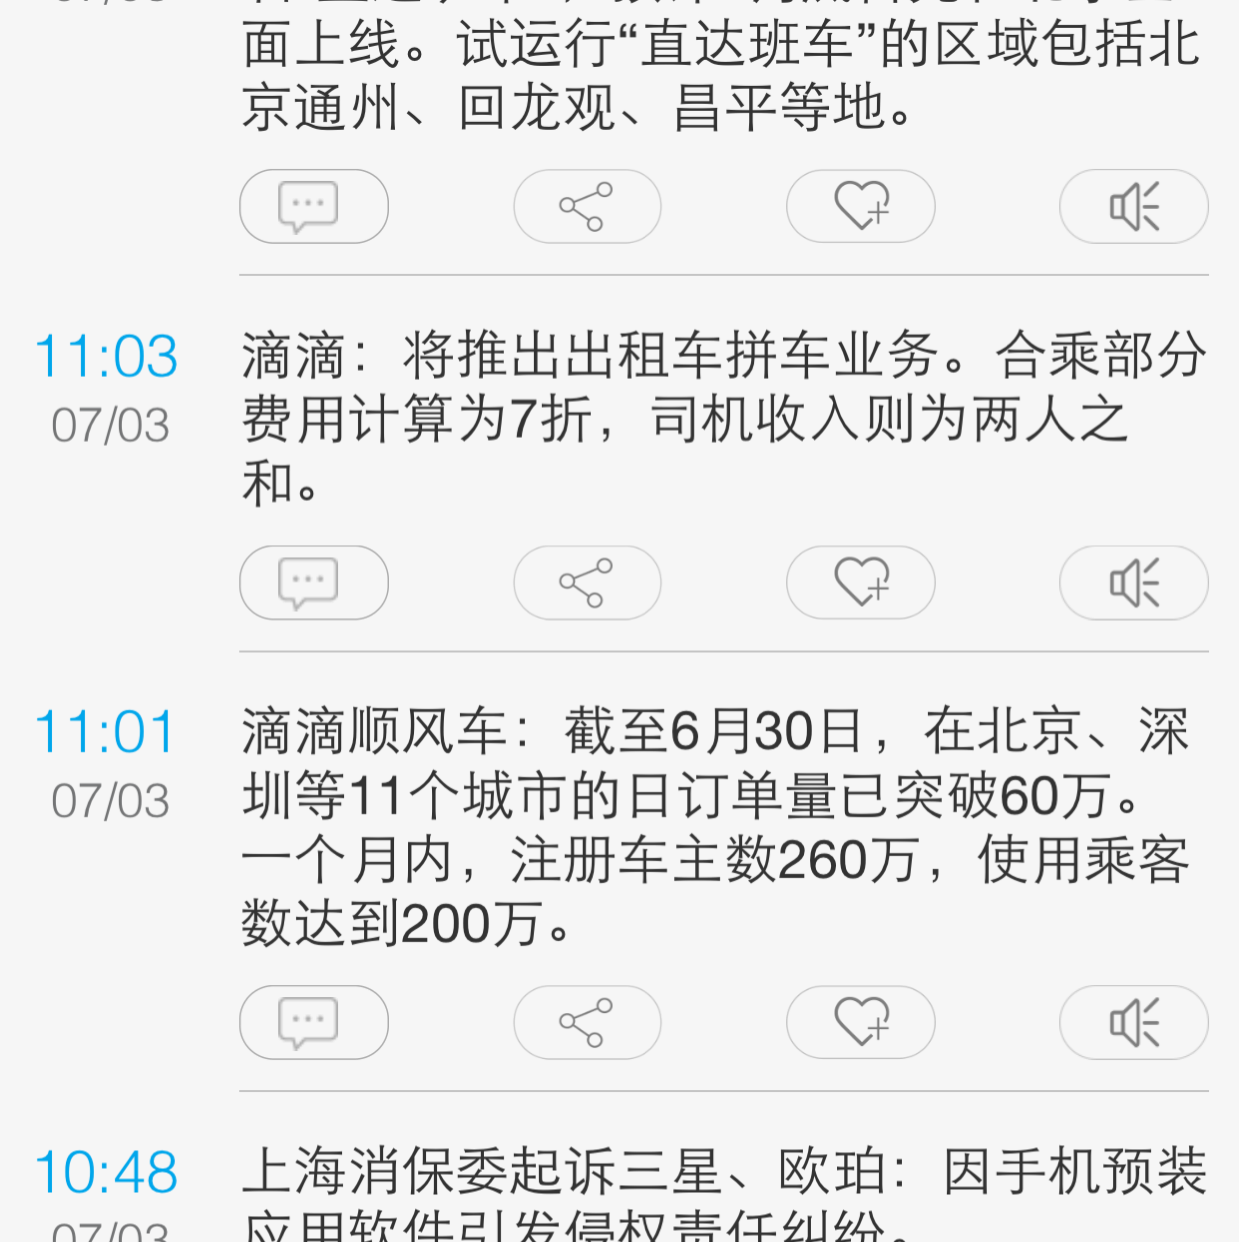 面上线。试运行“直达班车”的区域包括北
京通州、回龙观、昌平等地。
11:03
07/03
滴滴：将推出出租车拼车业务。合乘部分
费用计算为7折，司机收入则为两人之
和。
11:01
07/03
滴滴顺风车：截至6月30日，在北京、深
圳等11个城市的日订单量已突破60万。
一个月内，注册车主数260万，使用乘客
数达到200万。
10:48
07/03
上海消保委起诉三星、欧珀：因手机预装
应用软件引发侵权责任纠纷。